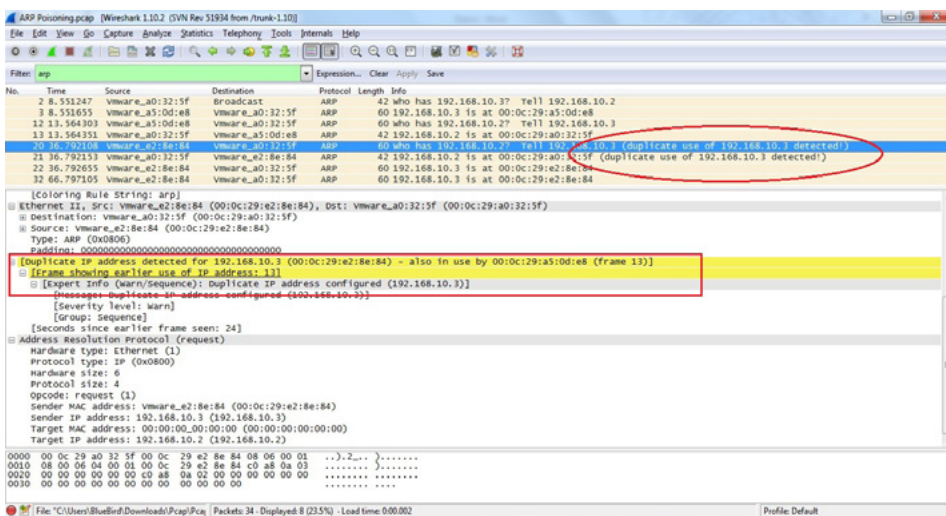 ARP Poisoning.pcap [Wireshark 1.10.2 (SVN Rev 51934 from /trunk-1.10)]
File Edit View Go Capture Analyze Statistics Telephony Tools Internals Help
Filter: arp Expression... Clear Apply Save
No. Time Source Destination Protocol Length Info
2 8.551247 Vmware_a0:32:5f Broadcast ARP 42 who has 192.168.10.3? Tell 192.168.10.2
3 8.551655 Vmware_a5:0d:e8 Vmware_a0:32:5f ARP 60 192.168.10.3 is at 00:0c:29:a5:0d:e8
12 13.564303 Vmware_a5:0d:e8 Vmware_a0:32:5f ARP 60 who has 192.168.10.2? Tell 192.168.10.3
13 13.564351 Vmware_a0:32:5f Vmware_a5:0d:e8 ARP 42 192.168.10.2 is at 00:0c:29:a0:32:5f
20 36.792108 Vmware_e2:8e:84 Vmware_a0:32:5f ARP 60 who has 192.168.10.2? Tell 192.168.10.3 (duplicate use of 192.168.10.3 detected!)
21 36.792153 Vmware_a0:32:5f Vmware_e2:8e:84 ARP 42 192.168.10.2 is at 00:0c:29:a0:32:5f (duplicate use of 192.168.10.3 detected!)
22 36.792655 Vmware_e2:8e:84 Vmware_a0:32:5f ARP 60 192.168.10.3 is at 00:0c:29:e2:8e:84
32 66.797105 Vmware_e2:8e:84 Vmware_a0:32:5f ARP 60 192.168.10.3 is at 00:0c:29:e2:8e:84
[Coloring Rule String: arp]
Ethernet II, Src: Vmware_e2:8e:84 (00:0c:29:e2:8e:84), Dst: Vmware_a0:32:5f (00:0c:29:a0:32:5f)
Destination: Vmware_a0:32:5f (00:0c:29:a0:32:5f)
Source: Vmware_e2:8e:84 (00:0c:29:e2:8e:84)
Type: ARP (0x0806)
Padding: 000000000000000000000000000000000000
[Duplicate IP address detected for 192.168.10.3 (00:0c:29:e2:8e:84) - also in use by 00:0c:29:a5:0d:e8 (frame 13)]
[Frame showing earlier use of IP address: 13]
[Expert Info (Warn/Sequence): Duplicate IP address configured (192.168.10.3)]
[Message: Duplicate IP address configured (192.168.10.3)]
[Severity level: Warn]
[Group: Sequence]
[Seconds since earlier frame seen: 24]
Address Resolution Protocol (request)
Hardware type: Ethernet (1)
Protocol type: IP (0x0800)
Hardware size: 6
Protocol size: 4
Opcode: request (1)
Sender MAC address: Vmware_e2:8e:84 (00:0c:29:e2:8e:84)
Sender IP address: 192.168.10.3 (192.168.10.3)
Target MAC address: 00:00:00_00:00:00 (00:00:00:00:00:00)
Target IP address: 192.168.10.2 (192.168.10.2)
0000 00 0c 29 a0 32 5f 00 0c 29 e2 8e 84 08 06 00 01 ..).2_.. ).......
0010 08 00 06 04 00 01 00 0c 29 e2 8e 84 c0 a8 0a 03 ........ ).......
0020 00 00 00 00 00 00 c0 a8 0a 02 00 00 00 00 00 00 ........ ........
0030 00 00 00 00 00 00 00 00 00 00 00 00 ........ ....
File: "C:\Users\BlueBird\Downloads\Pcap\Pcap Packets: 34 · Displayed: 8 (23.5%) · Load time: 0:00.002 Profile: Default